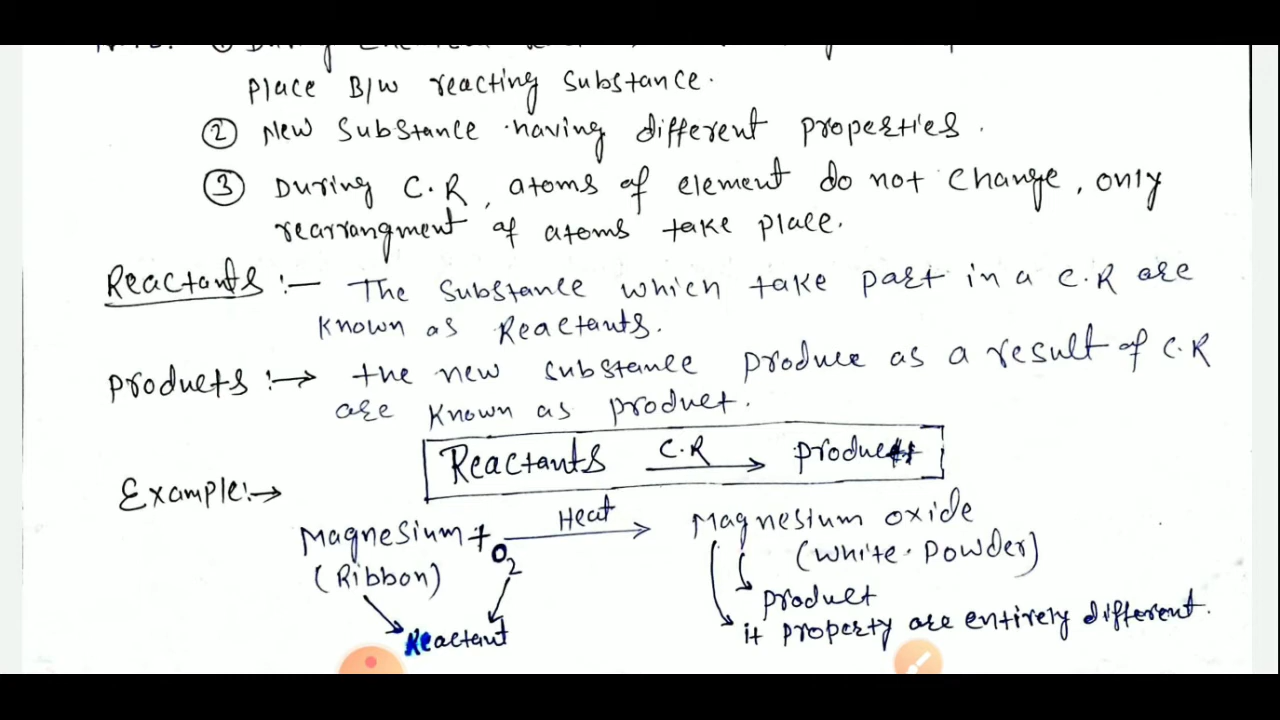 ① During
place B/w reacting substance.
② New substance having different properties.
③ During C.R, atoms of element do not change, only
rearrangment of atoms take place.
Reactants :— The substance which take part in a C.R are
known as Reactants.
products :→ the new substance produce as a result of C.R
are known as product.
Reactants C.R → product
Example:→
Magnesium + O2 Heat → Magnesium oxide
(Ribbon) (white. powder)
Reactant
product
it property are entirely different.